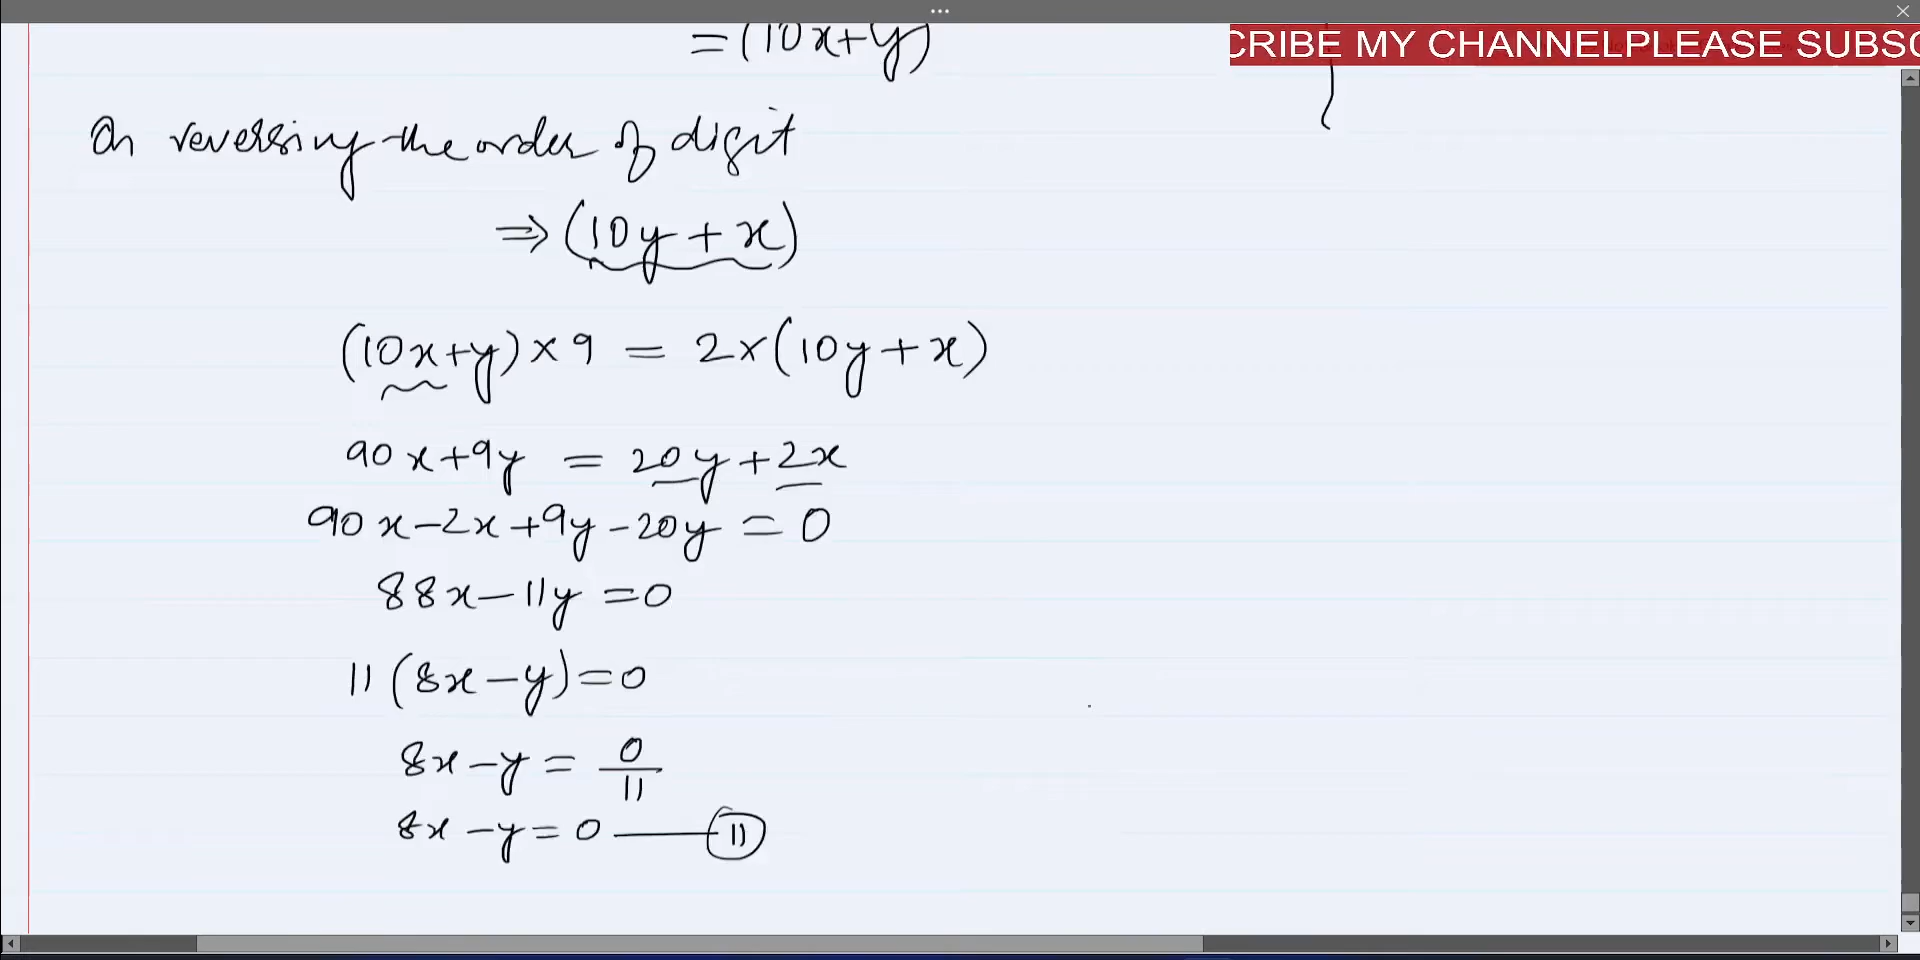 = (10x+y)
CRIBE MY CHANNELPLEASE SUBSC
On reversing the order of digit
⇒ (10y + x)
(10x+y) × 9 = 2×(10y + x)
90x+9y = 20y+2x
90x-2x+9y-20y = 0
88x-11y = 0
11(8x-y) = 0
8x-y = 0/11
8x-y = 0 —— (11)